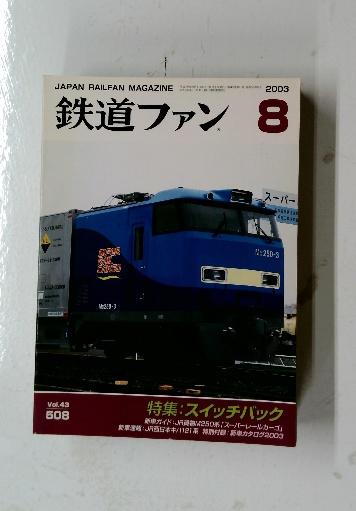 JAPAN RAILFAN MAGAZINE
2003
鉄道ファン 8
スーパー
Mc250-3
Mc250-3
Vol.43
508
特集:スイッチバック
新車ガイド:JR貨物M250系「スーパーレールカーゴ」
新車速報:JR西日本キハ121系 特別付録:新車カタログ2003